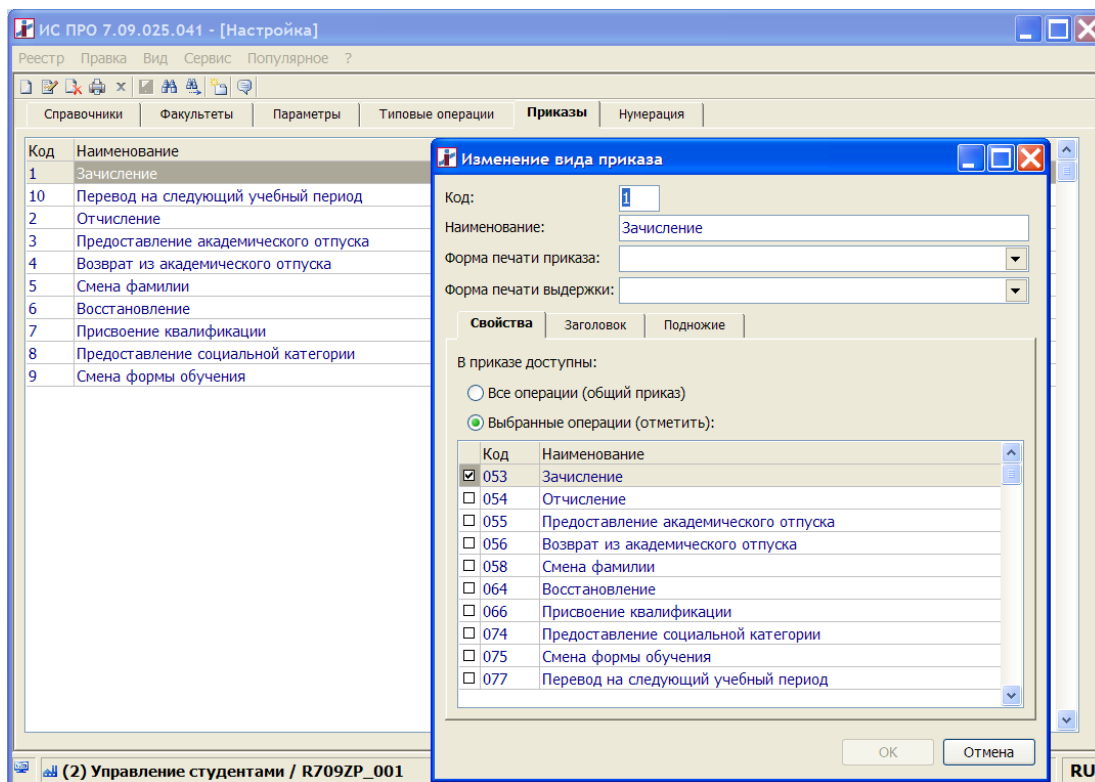 ИС ПРО 7.09.025.041 - [Настройка]
Реестр Правка Вид Сервис Популярное ?
Справочники Факультеты Параметры Типовые операции Приказы Нумерация
Код Наименование
1 Зачисление
10 Перевод на следующий учебный период
2 Отчисление
3 Предоставление академического отпуска
4 Возврат из академического отпуска
5 Смена фамилии
6 Восстановление
7 Присвоение квалификации
8 Предоставление социальной категории
9 Смена формы обучения
Изменение вида приказа
Код: 1
Наименование: Зачисление
Форма печати приказа:
Форма печати выдержки:
Свойства Заголовок Подножие
В приказе доступны:
Все операции (общий приказ)
Выбранные операции (отметить):
Код Наименование
053 Зачисление
054 Отчисление
055 Предоставление академического отпуска
056 Возврат из академического отпуска
058 Смена фамилии
064 Восстановление
066 Присвоение квалификации
074 Предоставление социальной категории
075 Смена формы обучения
077 Перевод на следующий учебный период
OK Отмена
(2) Управление студентами / R709ZP_001 RU